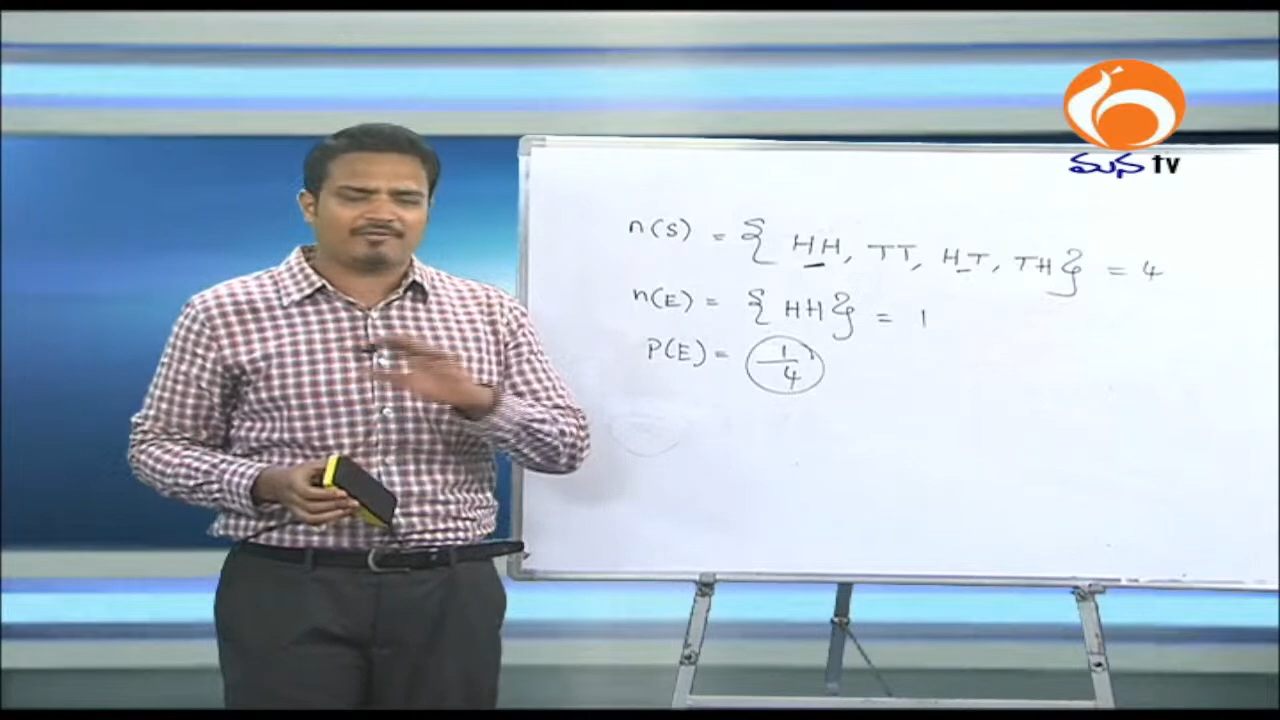 మన tv
n(S) = { HH, TT, HT, TH } = 4
n(E) = { HH } = 1
P(E) = 1/4